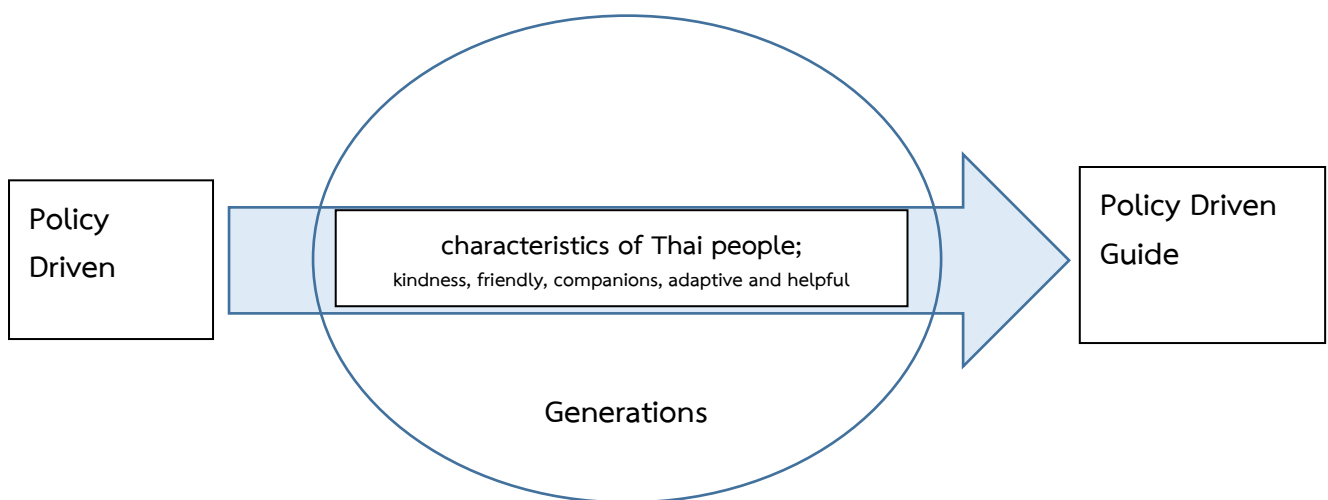 Policy
Driven
characteristics of Thai people;
kindness, friendly, companions, adaptive and helpful
Policy Driven
Guide
Generations